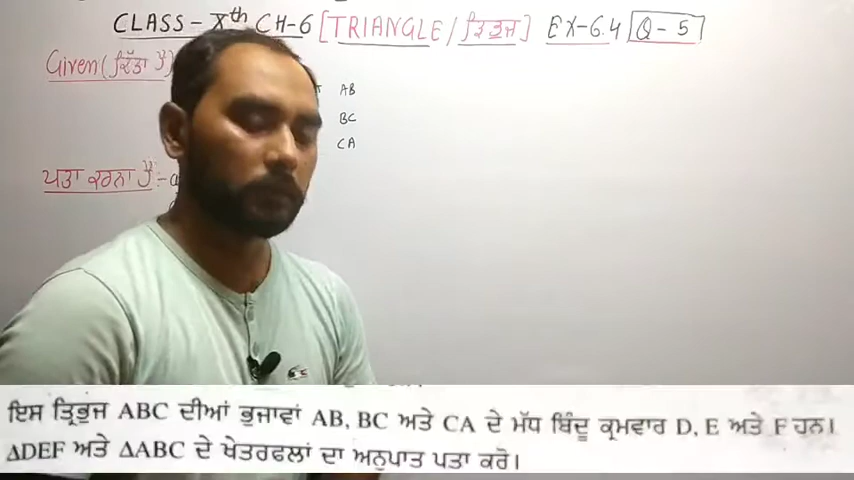 CLASS - Xth CH-6 [TRIANGLE/ਤ੍ਰਿਭੁਜ] EX-6.4 Q-5
Given (ਦਿੱਤਾ ਹੈ)
AB
BC
CA
ਪਤਾ ਕਰਨਾ ਹੈ :-
ਇਸ ਤ੍ਰਿਭੁਜ ABC ਦੀਆਂ ਭੁਜਾਵਾਂ AB, BC ਅਤੇ CA ਦੇ ਮੱਧ ਬਿੰਦੂ ਕ੍ਰਮਵਾਰ D, E ਅਤੇ F ਹਨ।
ΔDEF ਅਤੇ ΔABC ਦੇ ਖੇਤਰਫਲਾਂ ਦਾ ਅਨੁਪਾਤ ਪਤਾ ਕਰੋ।